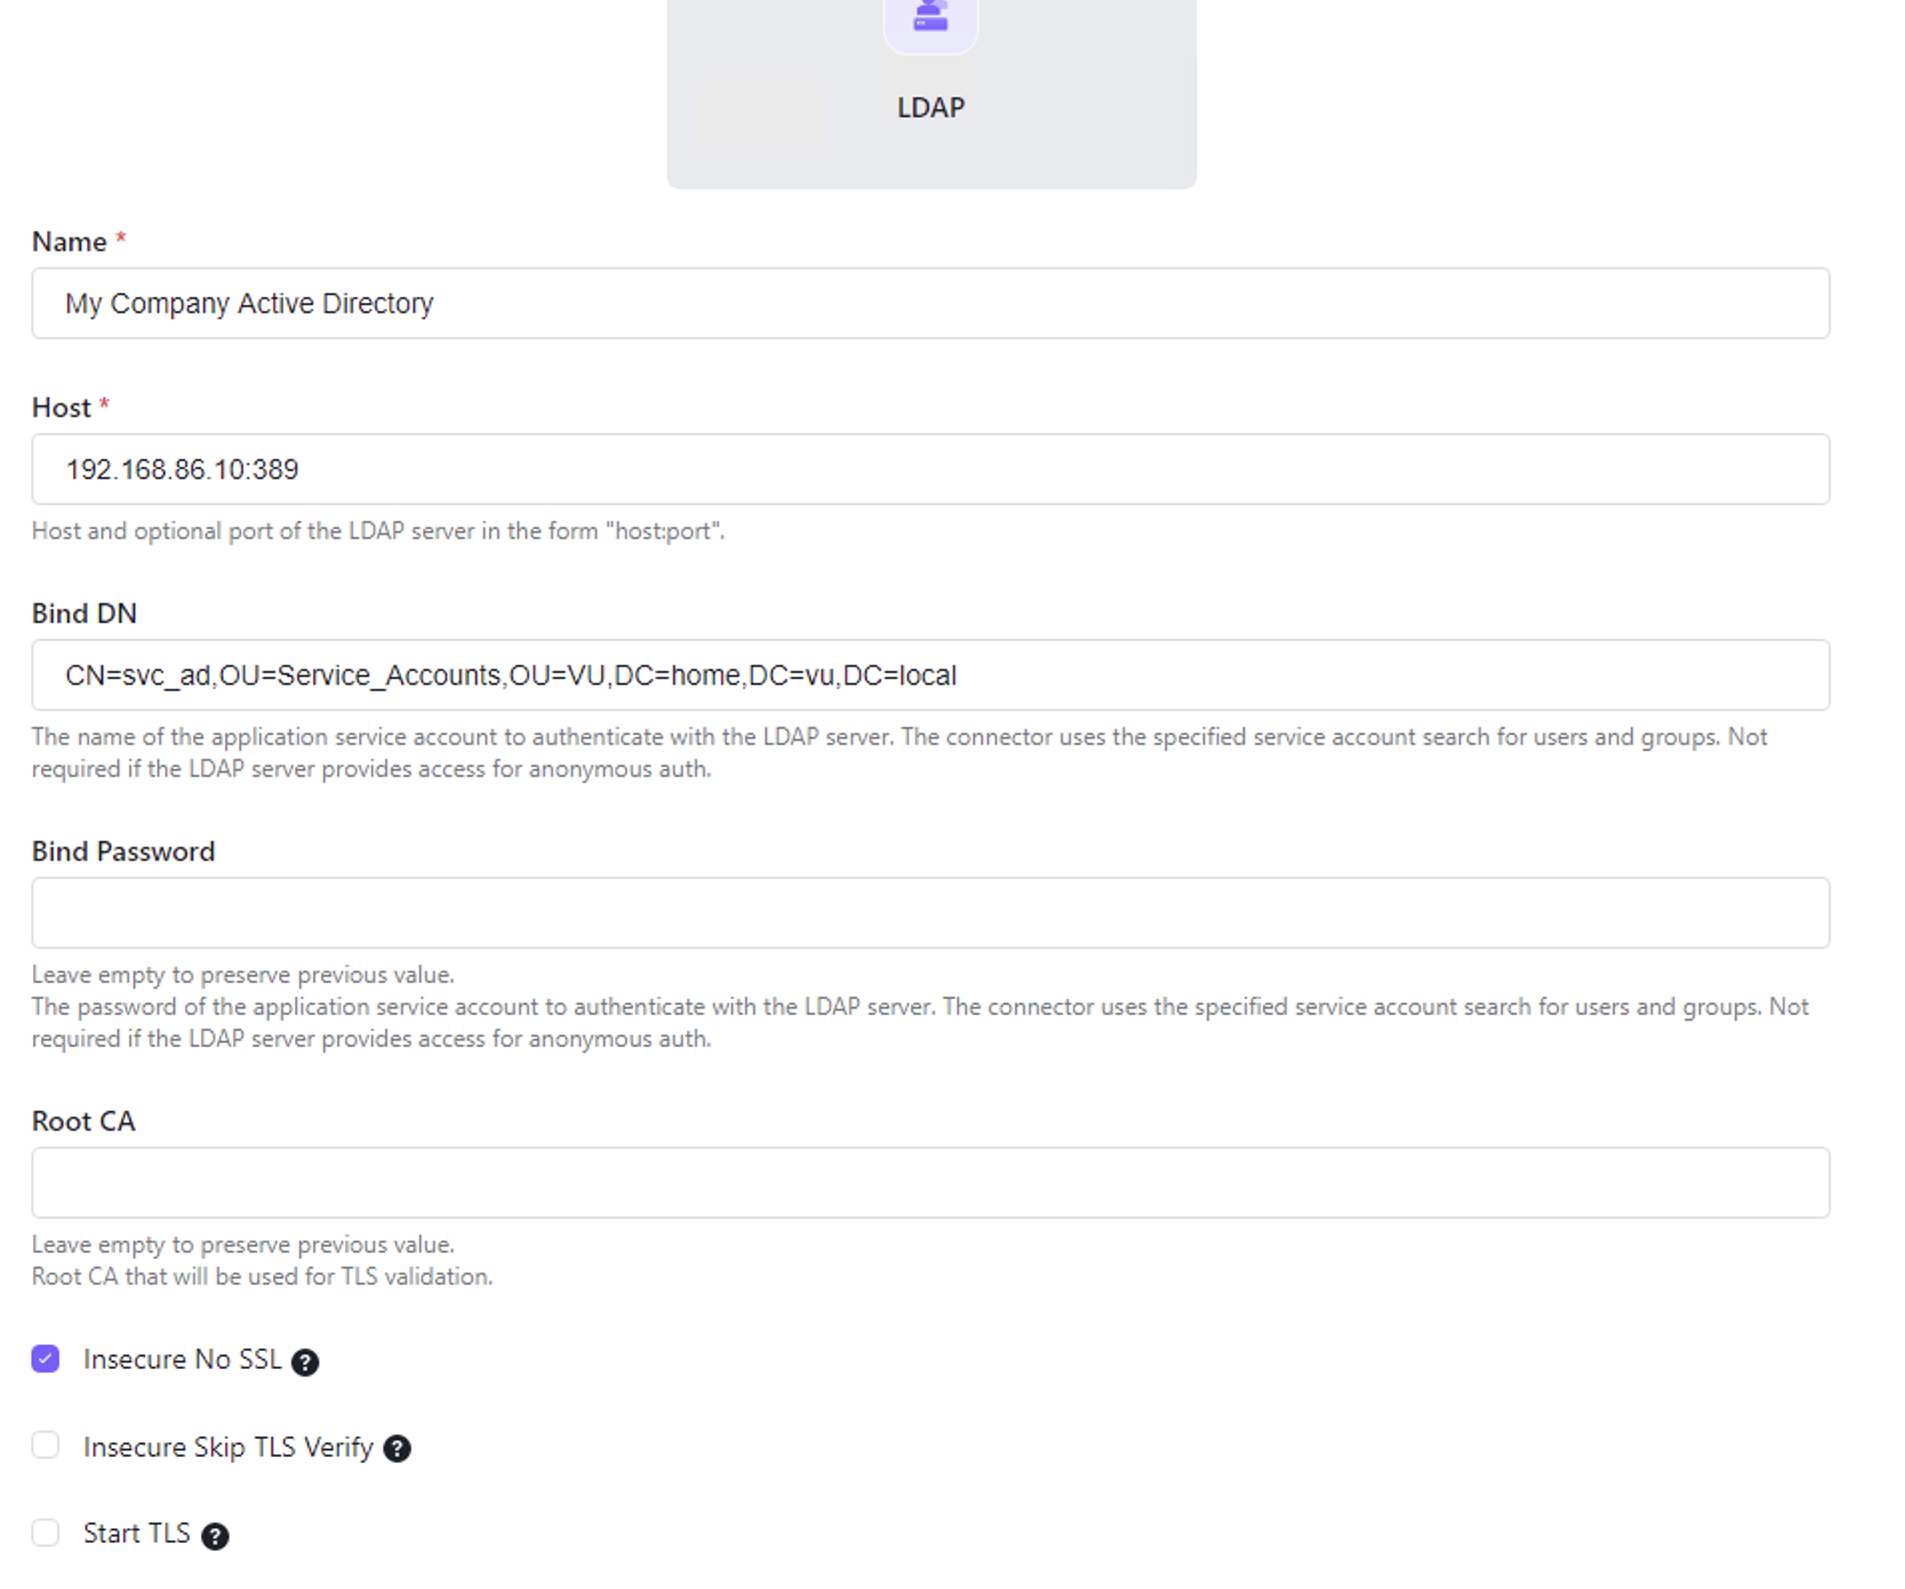 LDAP
Name *
My Company Active Directory
Host *
192.168.86.10:389
Host and optional port of the LDAP server in the form "host:port".
Bind DN
CN=svc_ad,OU=Service_Accounts,OU=VU,DC=home,DC=vu,DC=local
The name of the application service account to authenticate with the LDAP server. The connector uses the specified service account search for users and groups. Not
required if the LDAP server provides access for anonymous auth.
Bind Password
Leave empty to preserve previous value.
The password of the application service account to authenticate with the LDAP server. The connector uses the specified service account search for users and groups. Not
required if the LDAP server provides access for anonymous auth.
Root CA
Leave empty to preserve previous value.
Root CA that will be used for TLS validation.
Insecure No SSL ?
Insecure Skip TLS Verify ?
Start TLS ?